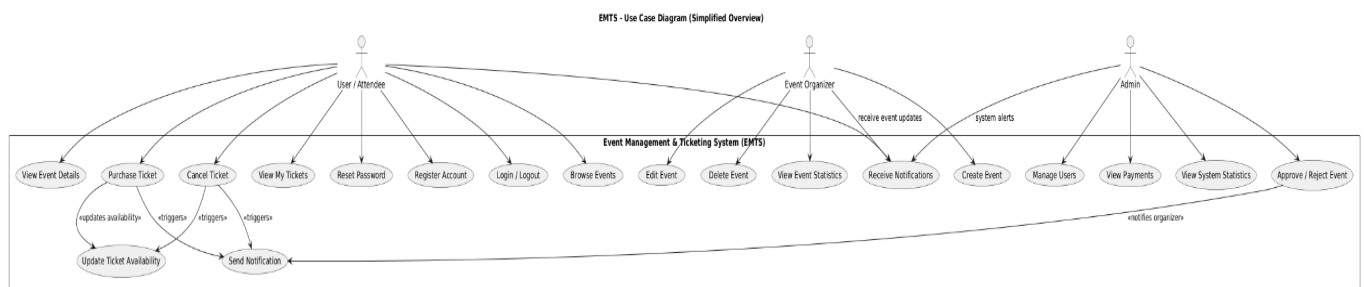 EMTS - Use Case Diagram (Simplified Overview)
User / Attendee
Event Organizer
Admin
receive event updates
system alerts
Event Management & Ticketing System (EMTS)
View Event Details
Purchase Ticket
Cancel Ticket
View My Tickets
Reset Password
Register Account
Login / Logout
Browse Events
Edit Event
Delete Event
View Event Statistics
Receive Notifications
Create Event
Manage Users
View Payments
View System Statistics
Approve / Reject Event
«updates availability»
«triggers»
«triggers»
«triggers»
«notifies organizer»
Update Ticket Availability
Send Notification